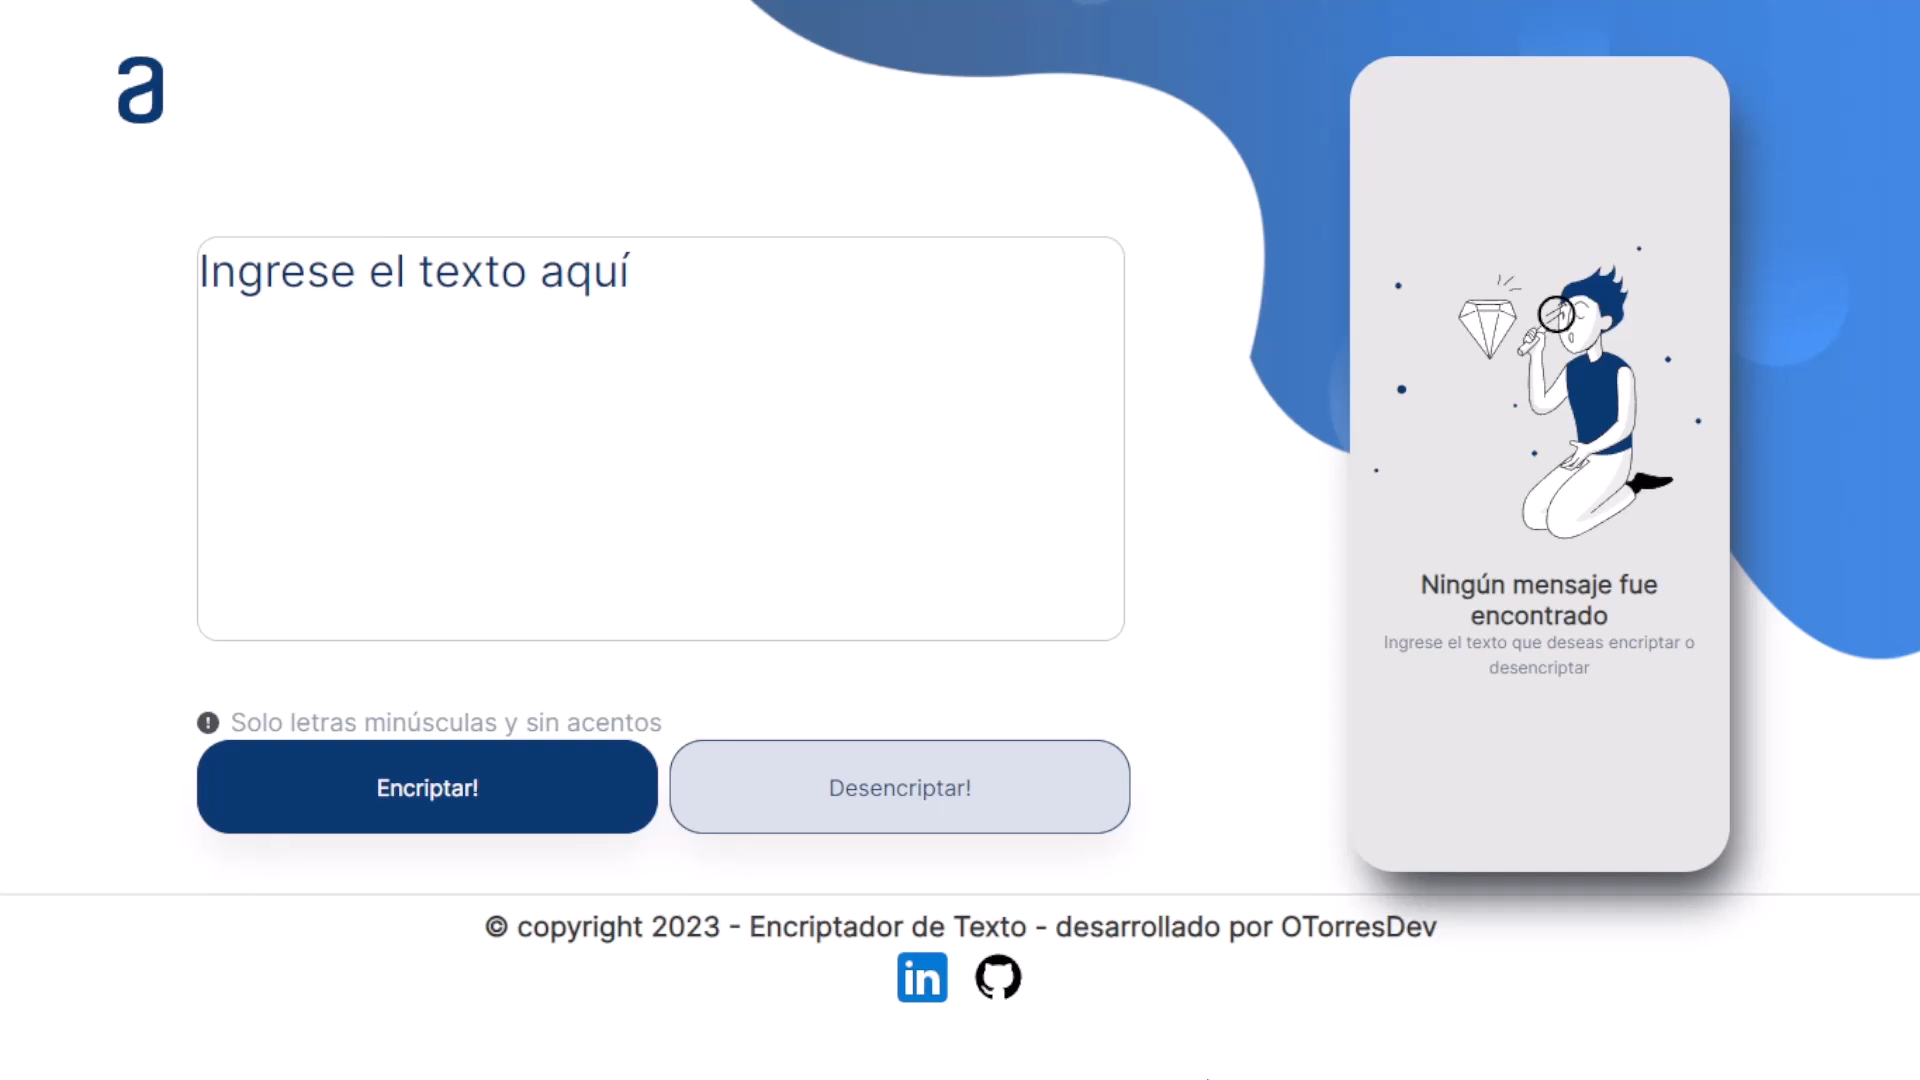 a
Ingrese el texto aquí
Solo letras minúsculas y sin acentos
Encriptar!
Desencriptar!
Ningún mensaje fue
encontrado
Ingrese el texto que deseas encriptar o
desencriptar
© copyright 2023 - Encriptador de Texto - desarrollado por OTorresDev
in